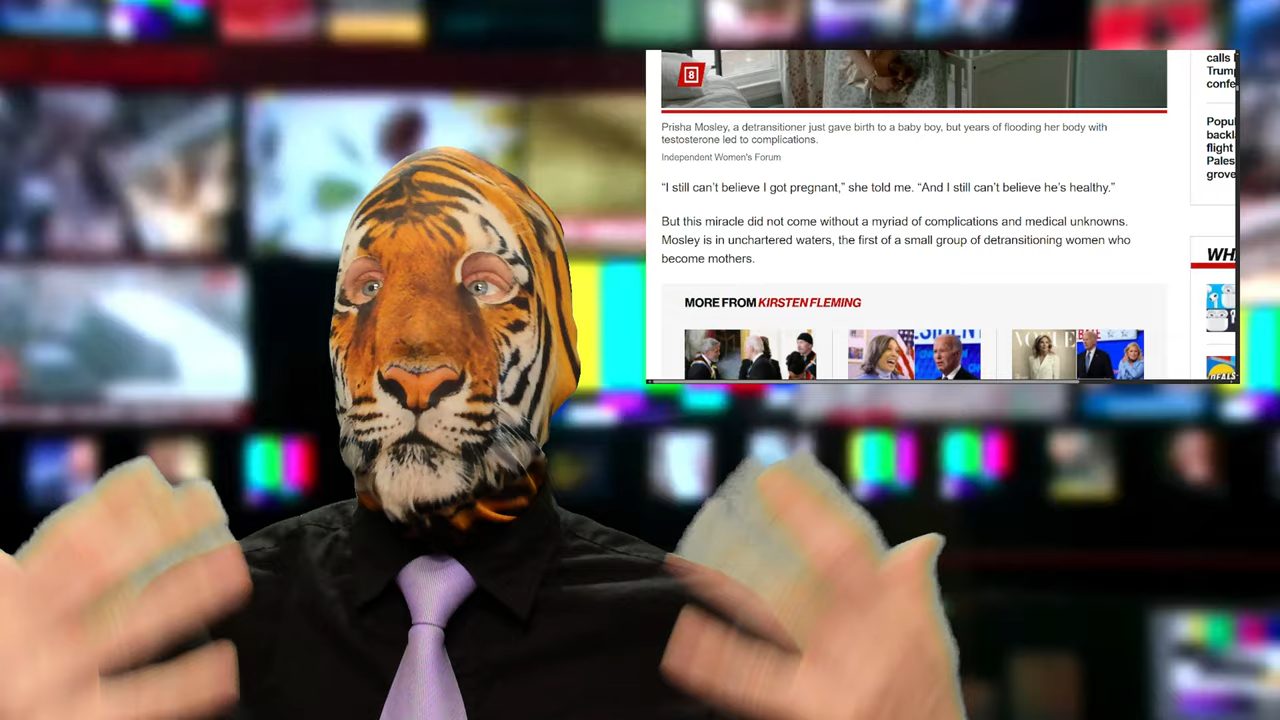 8
calls
Trump
confe
Prisha Mosley, a detransitioner just gave birth to a baby boy, but years of flooding her body with
testosterone led to complications.
Independent Women's Forum
Popul
backl
flight
Pales
grove
“I still can’t believe I got pregnant,” she told me. “And I still can’t believe he’s healthy.”
But this miracle did not come without a myriad of complications and medical unknowns.
Mosley is in unchartered waters, the first of a small group of detransitioning women who
become mothers.
WHA
MORE FROM KIRSTEN FLEMING
VOGUE
DEALS